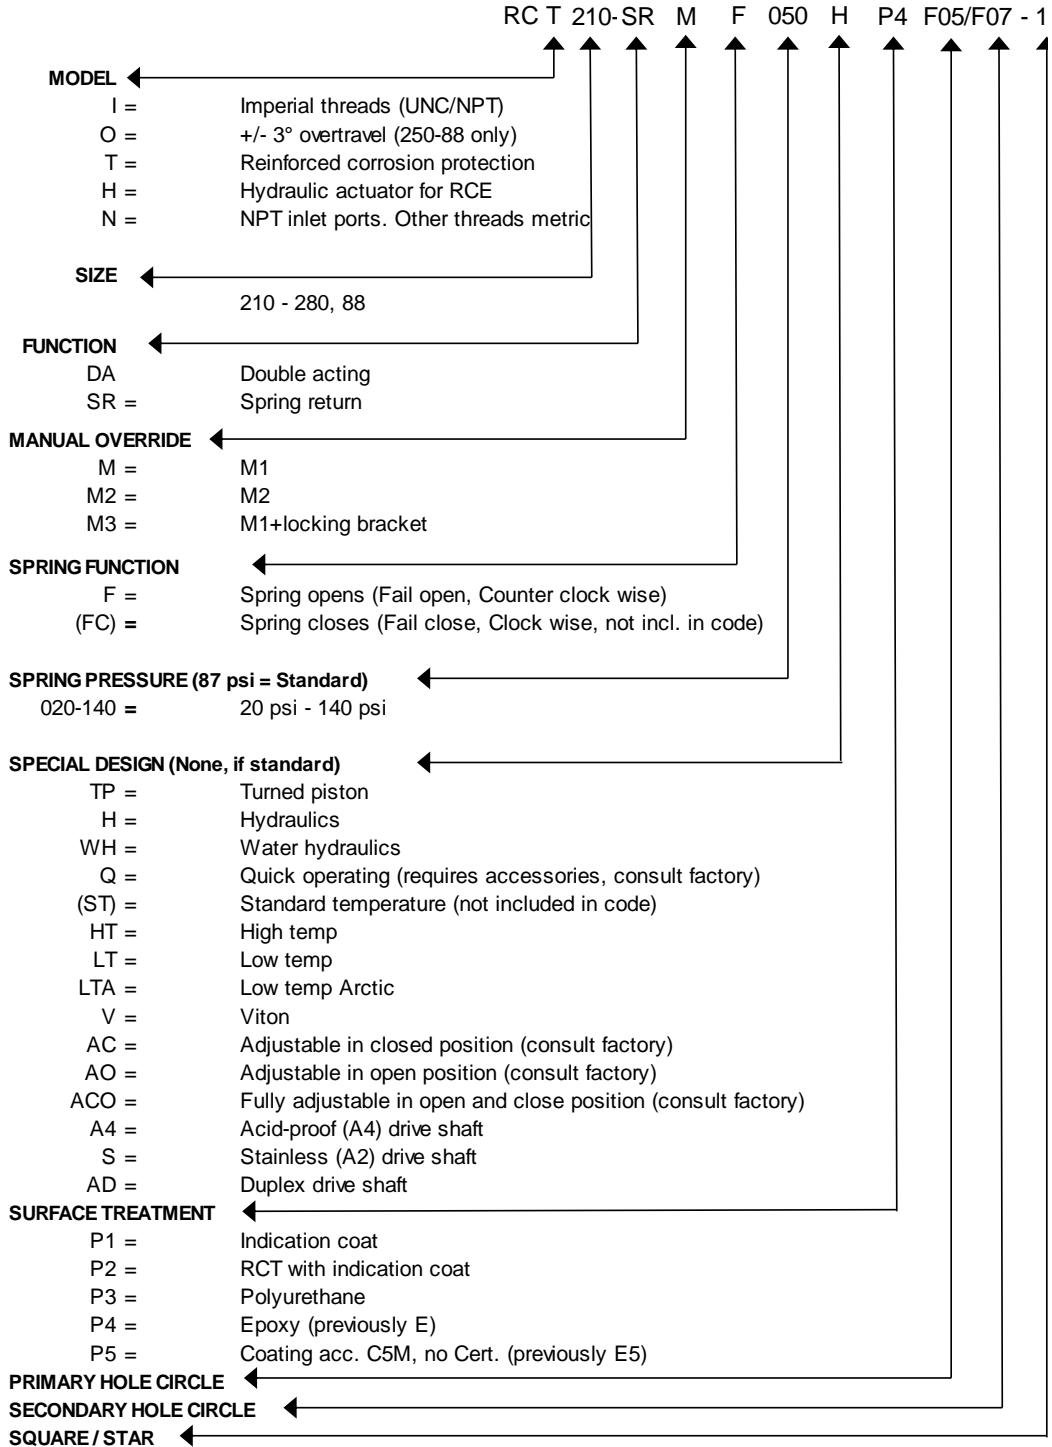 RC T 210-SR M F 050 H P4 F05/F07 - 1
MODEL
I = Imperial threads (UNC/NPT)
O = +/- 3° overtravel (250-88 only)
T = Reinforced corrosion protection
H = Hydraulic actuator for RCE
N = NPT inlet ports. Other threads metric
SIZE
210 - 280, 88
FUNCTION
DA Double acting
SR = Spring return
MANUAL OVERRIDE
M = M1
M2 = M2
M3 = M1+locking bracket
SPRING FUNCTION
F = Spring opens (Fail open, Counter clock wise)
(FC) = Spring closes (Fail close, Clock wise, not incl. in code)
SPRING PRESSURE (87 psi = Standard)
020-140 = 20 psi - 140 psi
SPECIAL DESIGN (None, if standard)
TP = Turned piston
H = Hydraulics
WH = Water hydraulics
Q = Quick operating (requires accessories, consult factory)
(ST) = Standard temperature (not included in code)
HT = High temp
LT = Low temp
LTA = Low temp Arctic
V = Viton
AC = Adjustable in closed position (consult factory)
AO = Adjustable in open position (consult factory)
ACO = Fully adjustable in open and close position (consult factory)
A4 = Acid-proof (A4) drive shaft
S = Stainless (A2) drive shaft
AD = Duplex drive shaft
SURFACE TREATMENT
P1 = Indication coat
P2 = RCT with indication coat
P3 = Polyurethane
P4 = Epoxy (previously E)
P5 = Coating acc. C5M, no Cert. (previously E5)
PRIMARY HOLE CIRCLE
SECONDARY HOLE CIRCLE
SQUARE / STAR